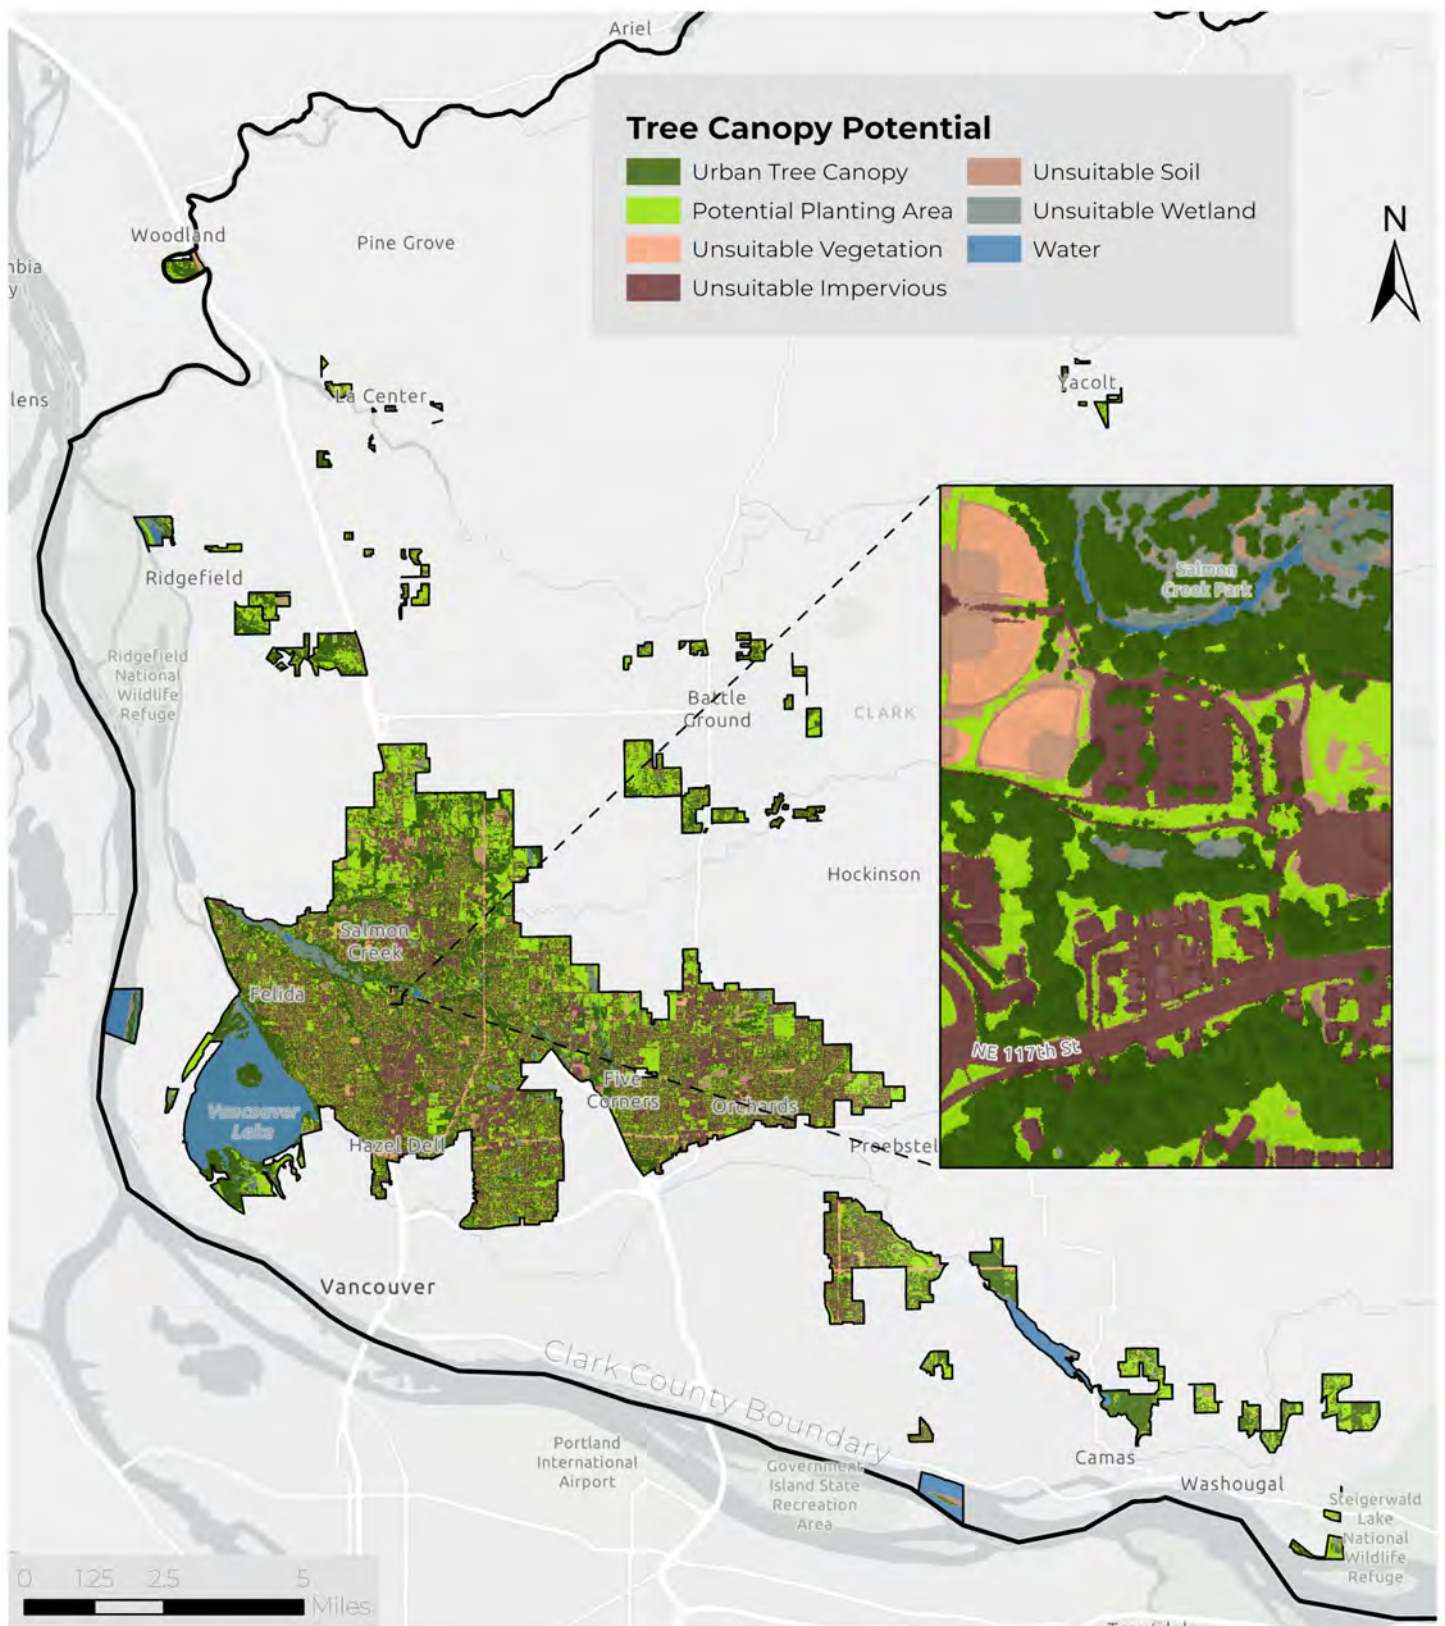 Ariel
Tree Canopy Potential
Urban Tree Canopy
Unsuitable Soil
Potential Planting Area
Unsuitable Wetland
Unsuitable Vegetation
Water
Unsuitable Impervious
N
Woodland
Pine Grove
mbia
y
lens
La Center
Yacolt
Ridgefield
Salmon
Creek Park
Ridgefield
National
Wildlife
Refuge
Battle
Ground
CLARK
Hockinson
Salmon
Creek
Felida
NE 117th St
Five
Corners
Orchards
Vancouver
Lake
Hazel Dell
Proebstel
Vancouver
Clark County Boundary
Portland
International
Airport
Government
Island State
Recreation
Area
Camas
Washougal
Steigerwald
Lake
National
Wildlife
Refuge
0 1.25 2.5 5
Miles